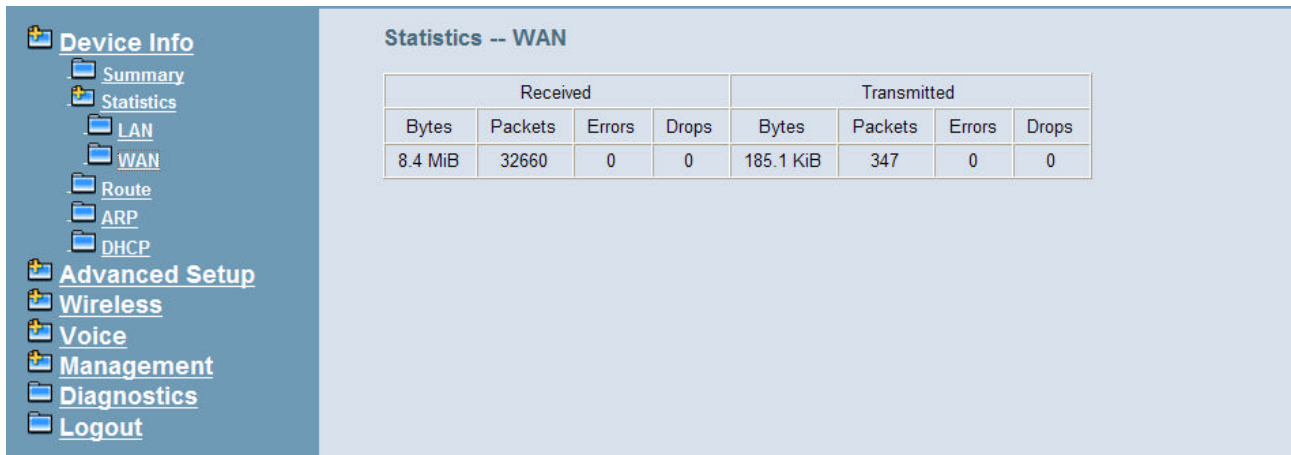 Device Info
Summary
Statistics
LAN
WAN
Route
ARP
DHCP
Advanced Setup
Wireless
Voice
Management
Diagnostics
Logout
Statistics -- WAN
Received Transmitted
Bytes Packets Errors Drops Bytes Packets Errors Drops
8.4 MiB 32660 0 0 185.1 KiB 347 0 0